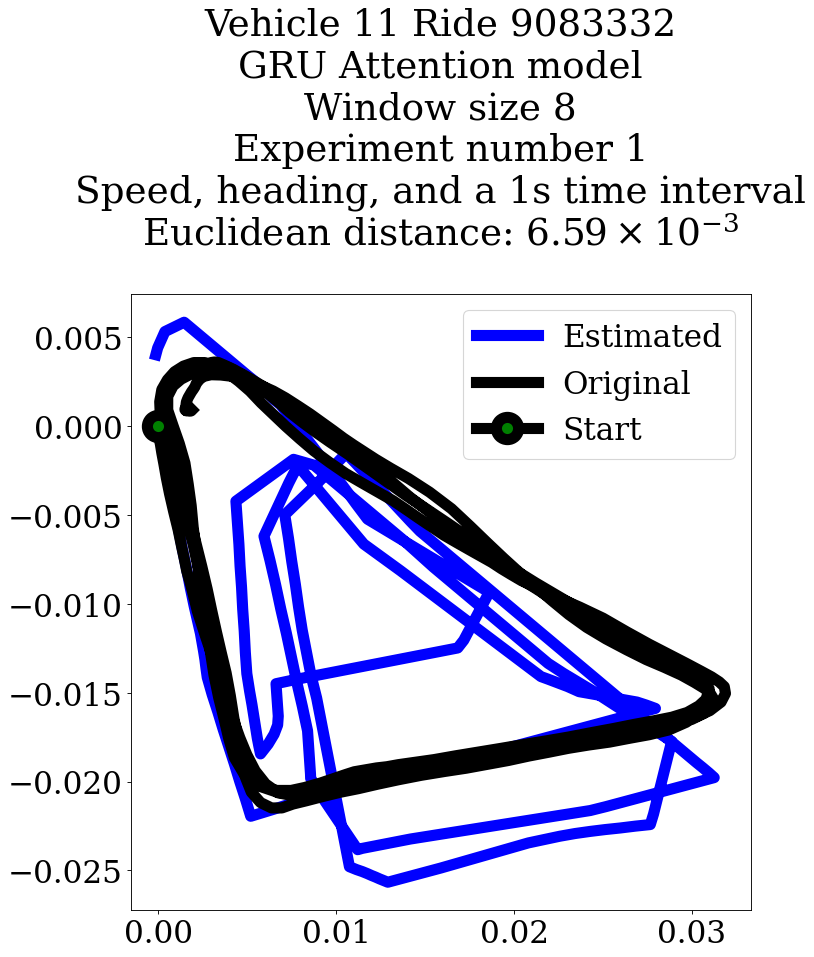 Vehicle 11 Ride 9083332
GRU Attention model
Window size 8
Experiment number 1
Speed, heading, and a 1s time interval
Euclidean distance: 6.59 × 10⁻³
Estimated
Original
Start
0.005
0.000
−0.005
−0.010
−0.015
−0.020
−0.025
0.00 0.01 0.02 0.03